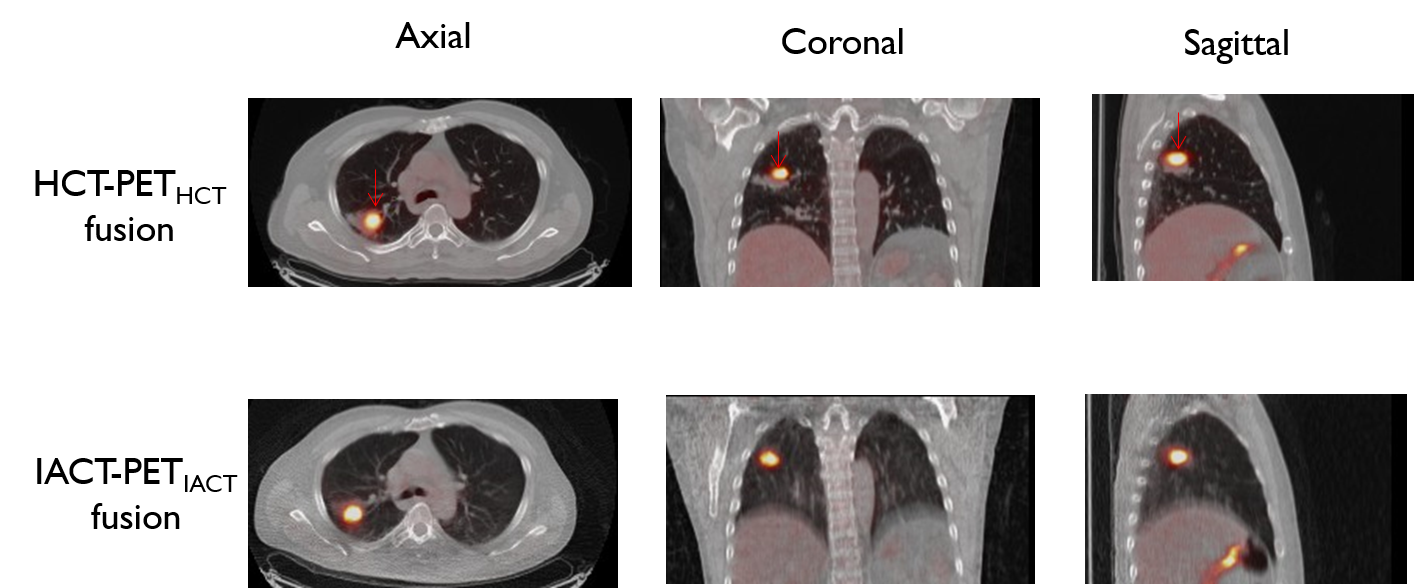 Axial
Coronal
Sagittal
HCT-PETHCT
fusion
IACT-PETIACT
fusion